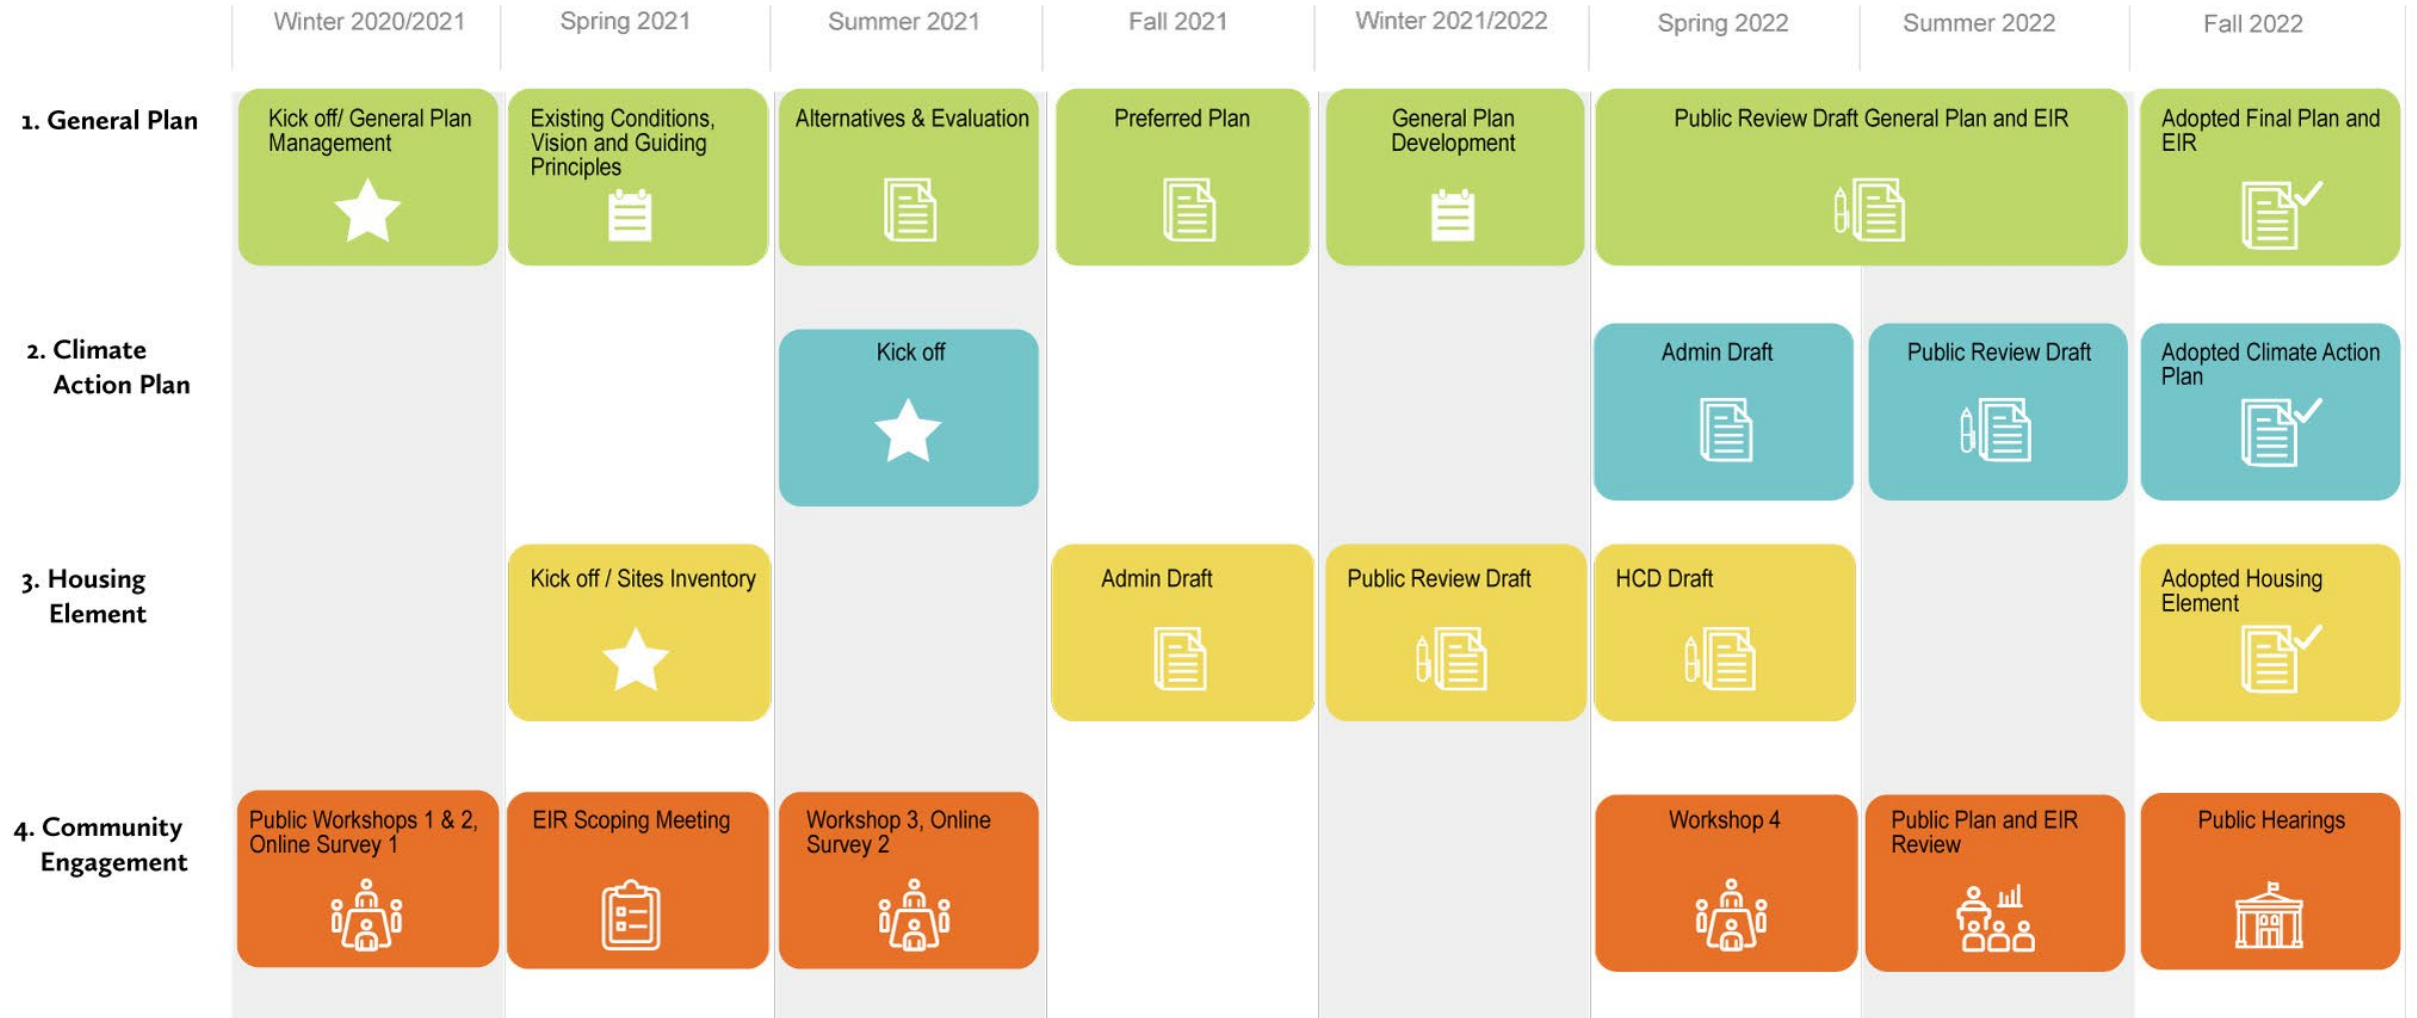 Winter 2020/2021
Spring 2021
Summer 2021
Fall 2021
Winter 2021/2022
Spring 2022
Summer 2022
Fall 2022
1. General Plan
Kick off/ General Plan
Management
Existing Conditions,
Vision and Guiding
Principles
Alternatives & Evaluation
Preferred Plan
General Plan
Development
Public Review Draft General Plan and EIR
Adopted Final Plan and
EIR
2. Climate
Action Plan
Kick off
Admin Draft
Public Review Draft
Adopted Climate Action
Plan
3. Housing
Element
Kick off / Sites Inventory
Admin Draft
Public Review Draft
HCD Draft
Adopted Housing
Element
4. Community
Engagement
Public Workshops 1 & 2,
Online Survey 1
EIR Scoping Meeting
Workshop 3, Online
Survey 2
Workshop 4
Public Plan and EIR
Review
Public Hearings